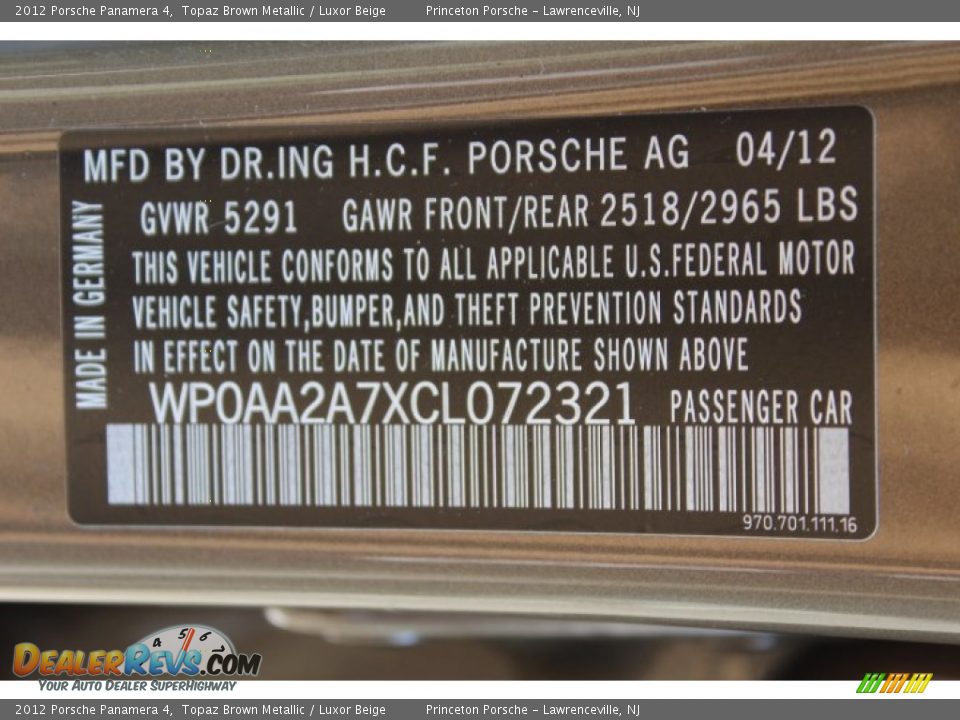 2012 Porsche Panamera 4, Topaz Brown Metallic / Luxor Beige Princeton Porsche - Lawrenceville, NJ
MFD BY DR.ING H.C.F. PORSCHE AG 04/12
GVWR 5291 GAWR FRONT/REAR 2518/2965 LBS
THIS VEHICLE CONFORMS TO ALL APPLICABLE U.S.FEDERAL MOTOR
VEHICLE SAFETY,BUMPER,AND THEFT PREVENTION STANDARDS
IN EFFECT ON THE DATE OF MANUFACTURE SHOWN ABOVE
MADE IN GERMANY
WP0AA2A7XCL072321 PASSENGER CAR
970.701.111.16
4 5 6
DEALERREVS.COM
YOUR AUTO DEALER SUPERHIGHWAY
2012 Porsche Panamera 4, Topaz Brown Metallic / Luxor Beige Princeton Porsche - Lawrenceville, NJ